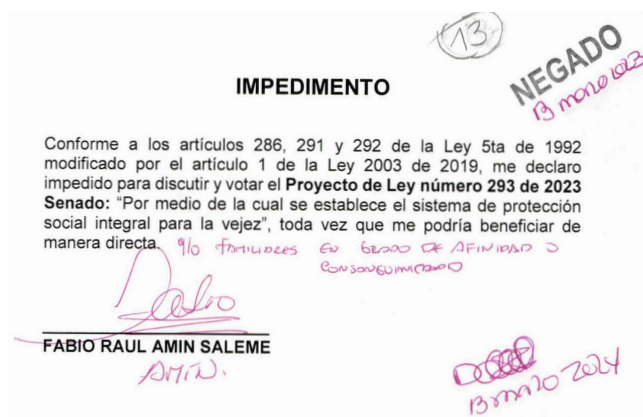 13
NEGADO
13 marzo 2023
IMPEDIMENTO
Conforme a los artículos 286, 291 y 292 de la Ley 5ta de 1992
modificado por el artículo 1 de la Ley 2003 de 2019, me declaro
impedido para discutir y votar el Proyecto de Ley número 293 de 2023
Senado: “Por medio de la cual se establece el sistema de protección
social integral para la vejez”, toda vez que me podría beneficiar de
manera directa. y/o familiares en grado de afinidad o
FABIO RAUL AMIN SALEME
AMIN.
13 marzo 2024